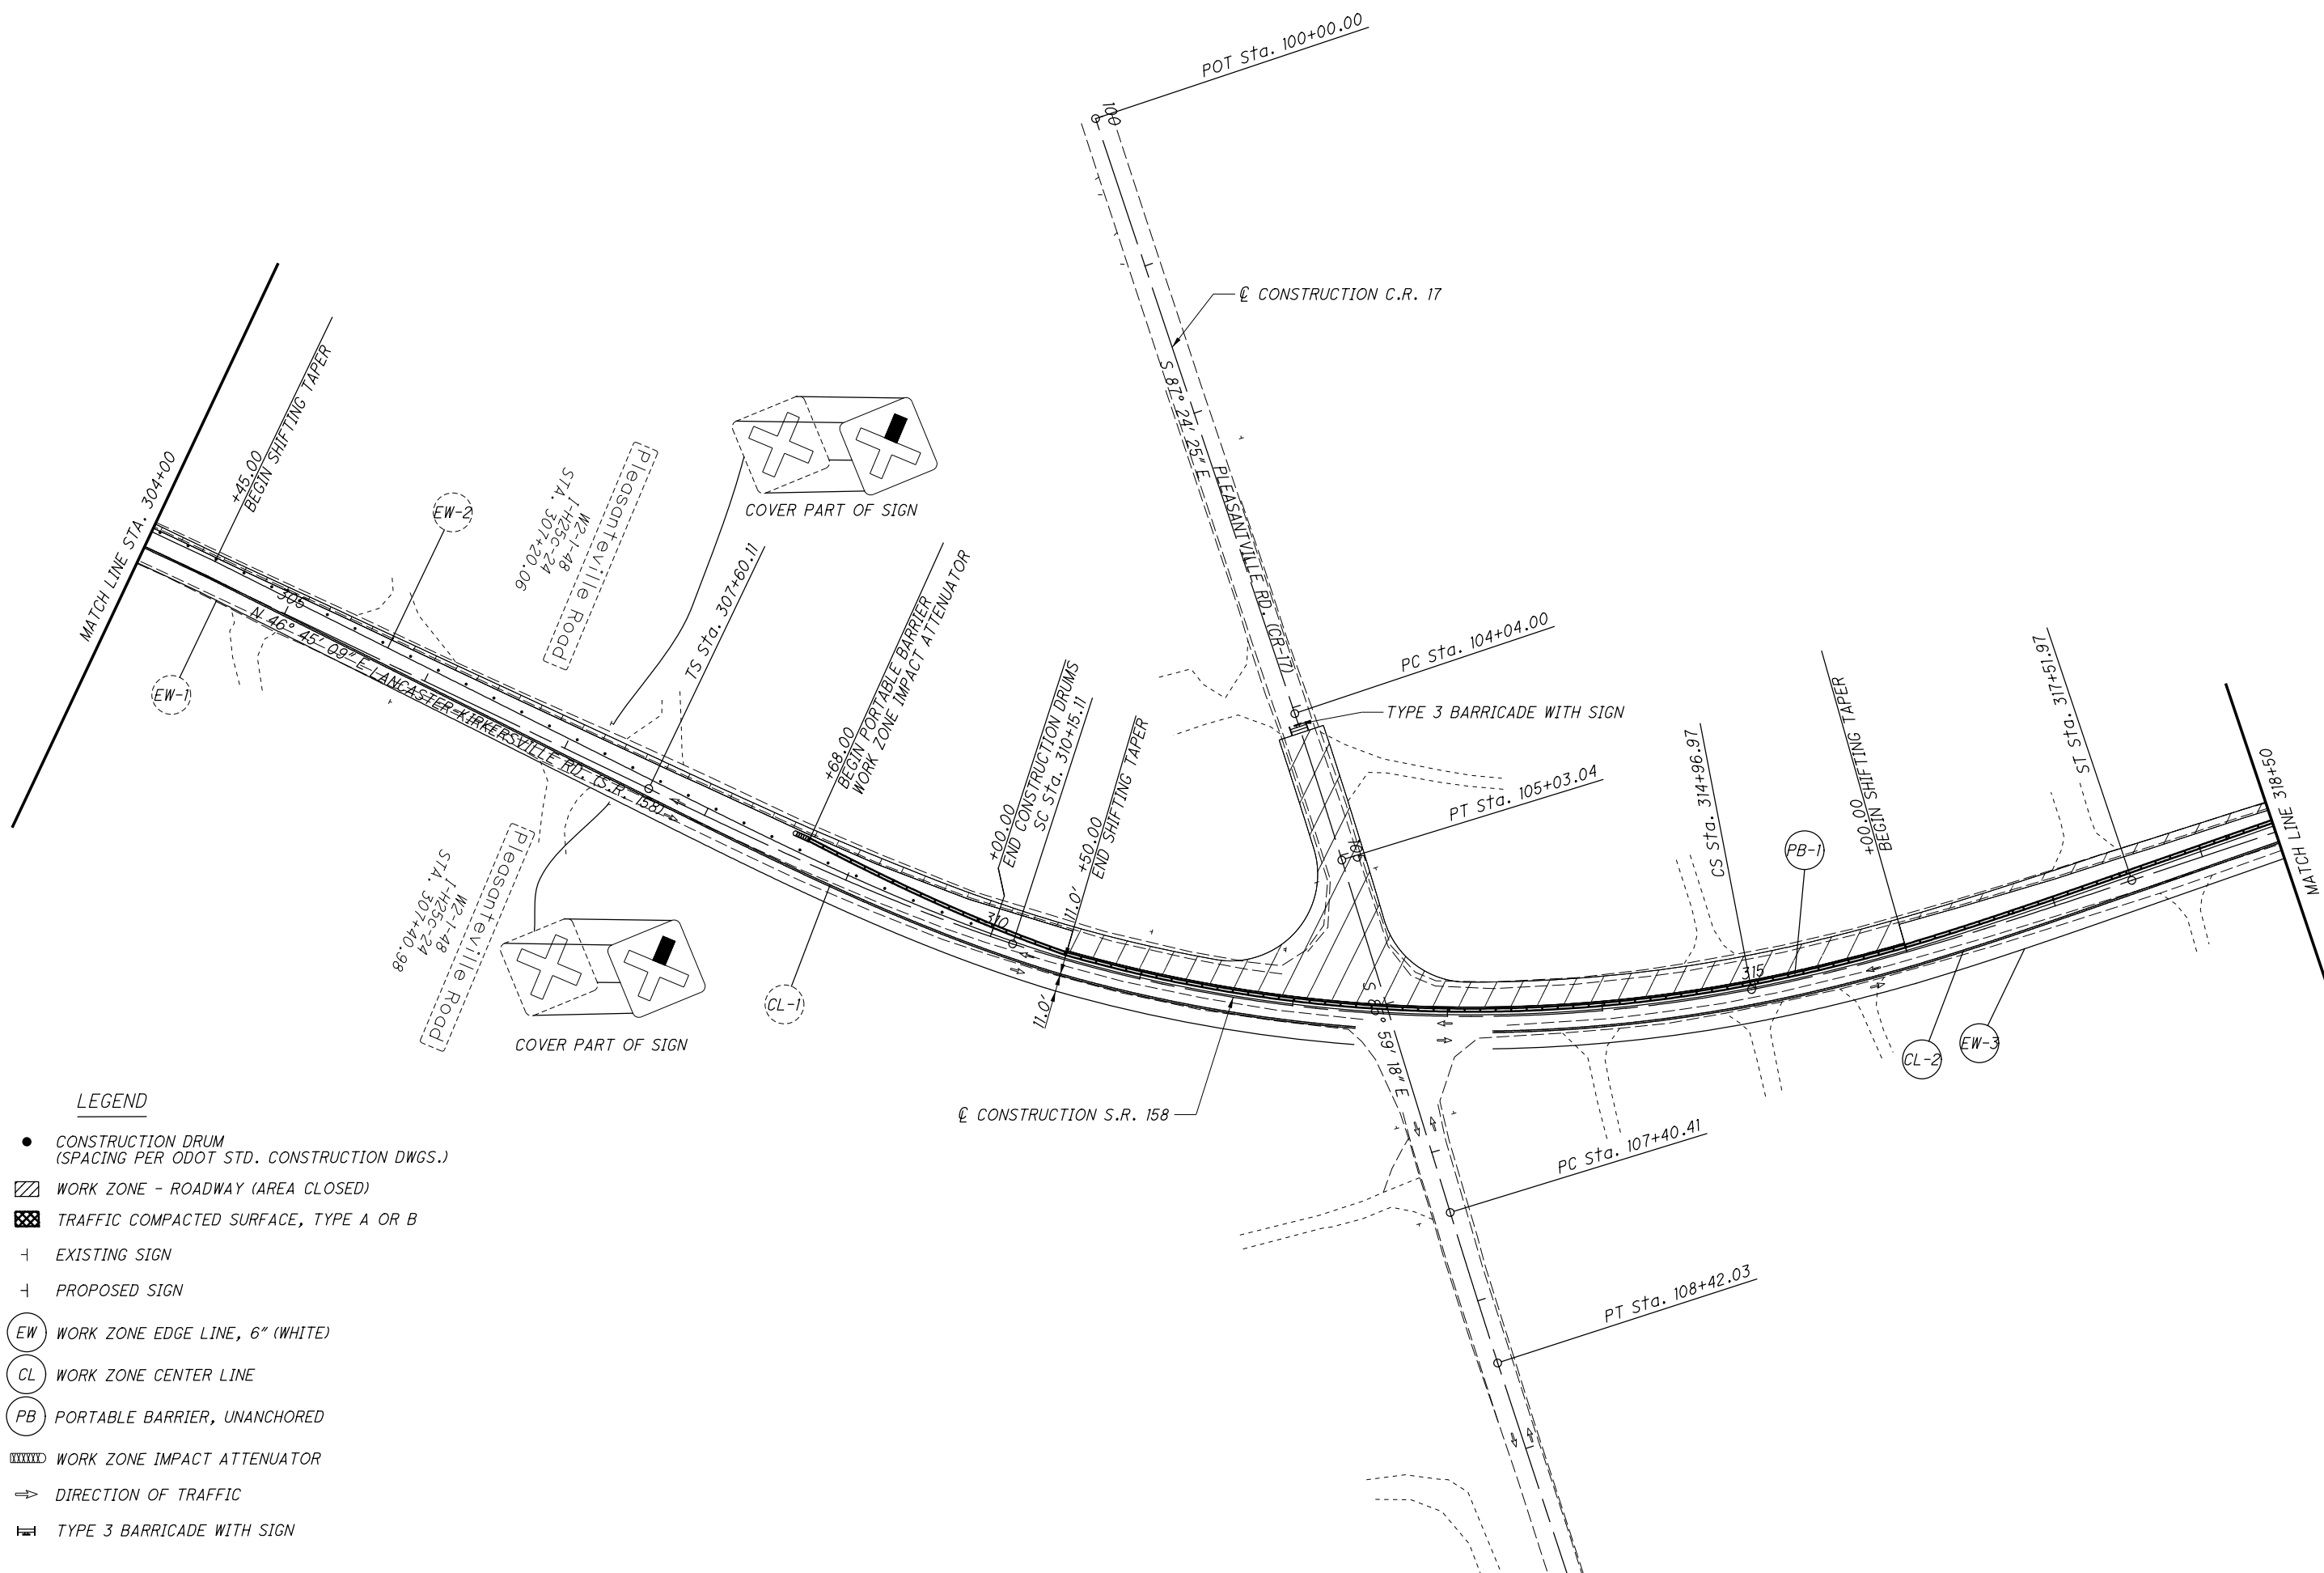 POT Sta. 100+00.00
100
℄ CONSTRUCTION C.R. 17
S 87° 24' 25" E
PLEASANTVILLE RD. (CR-17)
MATCH LINE STA. 304+00
+45.00
BEGIN SHIFTING TAPER
EW-2
EW-1
305
N 46° 45' 09" E
LANCASTER-KIRKERSVILLE RD. (S.R. 158)
Pleasanteville Road
W2-1-48
I-H25c-24
STA. 307+20.06
COVER PART OF SIGN
TS Sta. 307+60.11
+68.00
BEGIN PORTABLE BARRIER
WORK ZONE IMPACT ATTENUATOR
+00.00
END CONSTRUCTION DRUMS
SC Sta. 310+15.11
310
11.0'
+50.00
END SHIFTING TAPER
11.0'
PC Sta. 104+04.00
TYPE 3 BARRICADE WITH SIGN
PT Sta. 105+03.04
105
CS Sta. 314+96.97
315
PB-1
+00.00
BEGIN SHIFTING TAPER
ST Sta. 317+51.97
MATCH LINE 318+50
Pleasanteville Road
W2-1-48
I-H25c-24
STA. 307+40.98
COVER PART OF SIGN
CL-1
℄ CONSTRUCTION S.R. 158
S 85° 59' 18" E
CL-2
EW-3
PC Sta. 107+40.41
PT Sta. 108+42.03
LEGEND
CONSTRUCTION DRUM
(SPACING PER ODOT STD. CONSTRUCTION DWGS.)
WORK ZONE - ROADWAY (AREA CLOSED)
TRAFFIC COMPACTED SURFACE, TYPE A OR B
EXISTING SIGN
PROPOSED SIGN
EW WORK ZONE EDGE LINE, 6" (WHITE)
CL WORK ZONE CENTER LINE
PB PORTABLE BARRIER, UNANCHORED
WORK ZONE IMPACT ATTENUATOR
DIRECTION OF TRAFFIC
TYPE 3 BARRICADE WITH SIGN